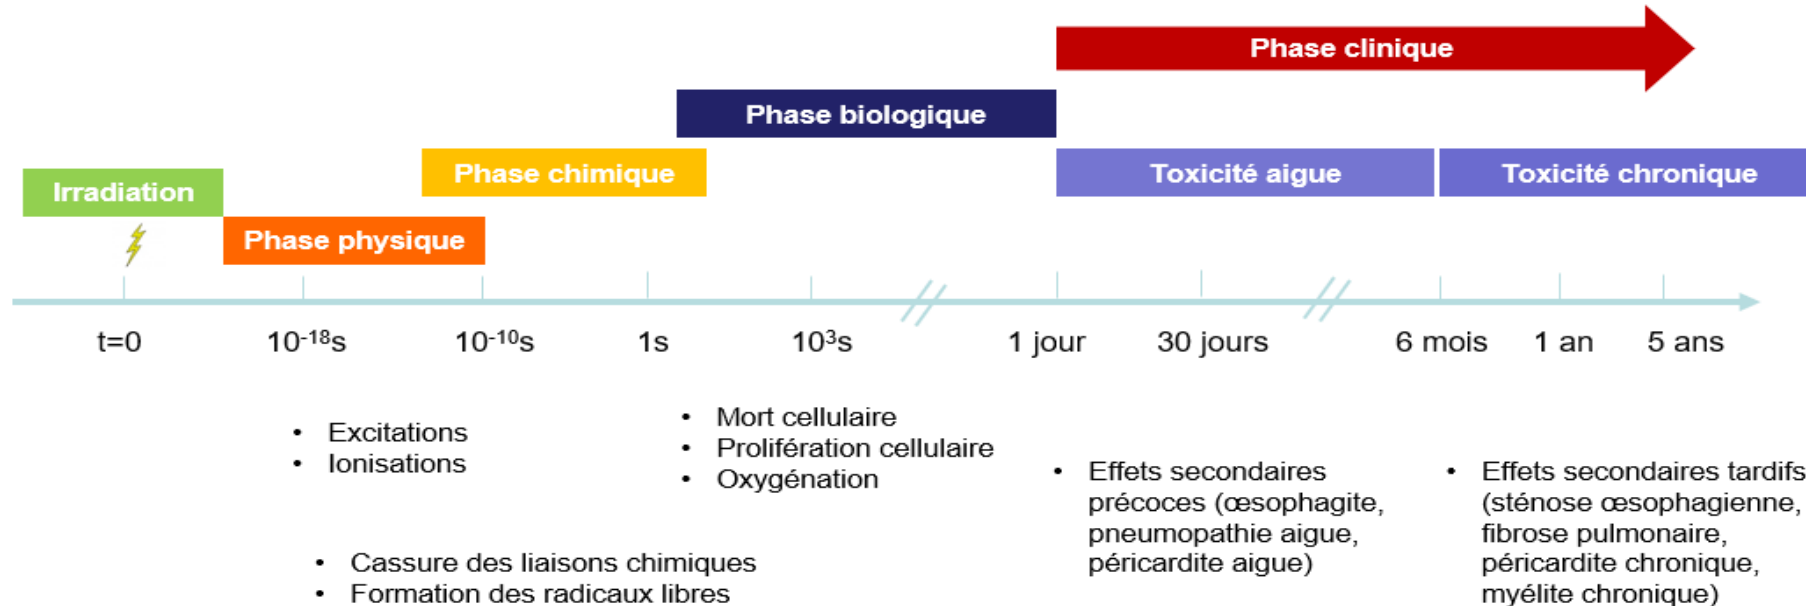 Phase clinique
Phase biologique
Phase chimique
Toxicité aigue
Toxicité chronique
Irradiation
Phase physique
t=0
10⁻¹⁸s
10⁻¹⁰s
1s
10³s
1 jour
30 jours
6 mois
1 an
5 ans
• Excitations
• Ionisations
• Mort cellulaire
• Prolifération cellulaire
• Oxygénation
• Cassure des liaisons chimiques
• Formation des radicaux libres
• Effets secondaires
précoces (œsophagite,
pneumopathie aigue,
péricardite aigue)
• Effets secondaires tardifs
(sténose œsophagienne,
fibrose pulmonaire,
péricardite chronique,
myélite chronique)